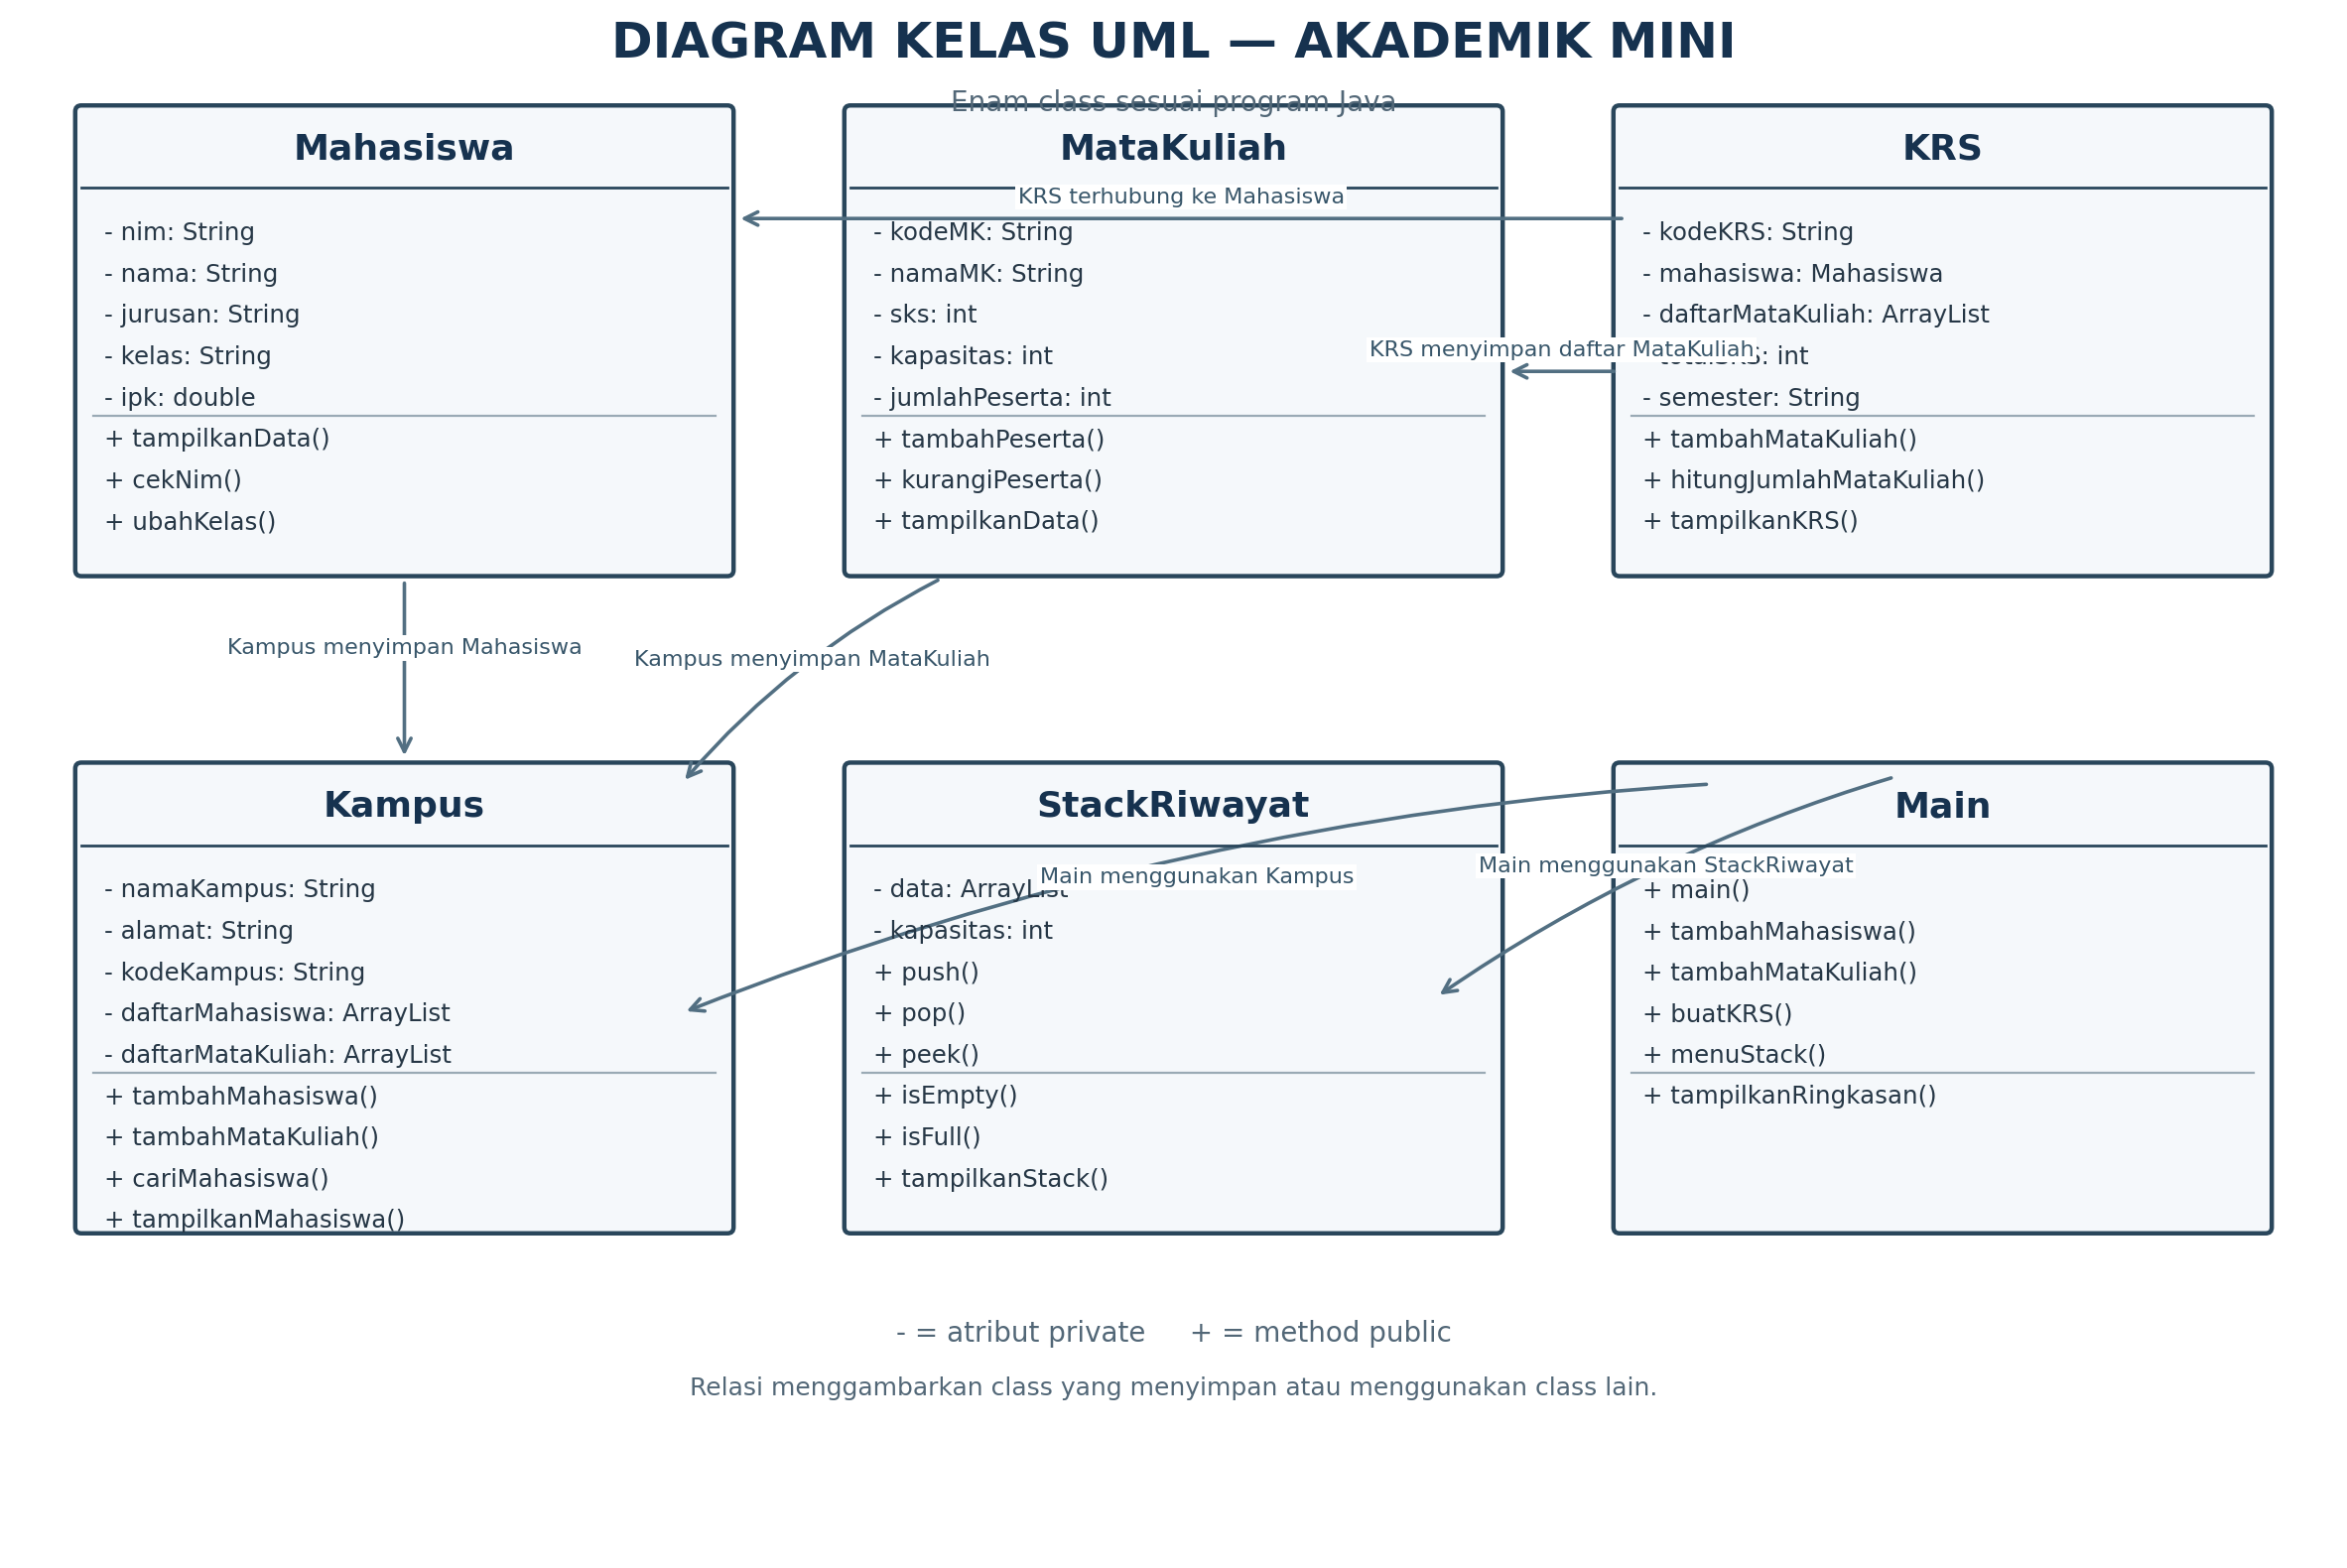 DIAGRAM KELAS UML — AKADEMIK MINI
Enam class sesuai program Java
Mahasiswa
- nim: String
- nama: String
- jurusan: String
- kelas: String
- ipk: double
+ tampilkanData()
+ cekNim()
+ ubahKelas()
MataKuliah
KRS terhubung ke Mahasiswa
- kodeMK: String
- namaMK: String
- sks: int
- kapasitas: int
- jumlahPeserta: int
+ tambahPeserta()
+ kurangiPeserta()
+ tampilkanData()
KRS
- kodeKRS: String
- mahasiswa: Mahasiswa
- daftarMataKuliah: ArrayList
KRS menyimpan daftar MataKuliah
: int
- semester: String
+ tambahMataKuliah()
+ hitungJumlahMataKuliah()
+ tampilkanKRS()
Kampus menyimpan Mahasiswa
Kampus menyimpan MataKuliah
Kampus
- namaKampus: String
- alamat: String
- kodeKampus: String
- daftarMahasiswa: ArrayList
- daftarMataKuliah: ArrayList
+ tambahMahasiswa()
+ tambahMataKuliah()
+ cariMahasiswa()
+ tampilkanMahasiswa()
StackRiwayat
Main menggunakan Kampus
- data: ArrayList
- kapasitas: int
+ push()
+ pop()
+ peek()
+ isEmpty()
+ isFull()
+ tampilkanStack()
Main
Main menggunakan StackRiwayat
+ main()
+ tambahMahasiswa()
+ tambahMataKuliah()
+ buatKRS()
+ menuStack()
+ tampilkanRingkasan()
- = atribut private + = method public
Relasi menggambarkan class yang menyimpan atau menggunakan class lain.